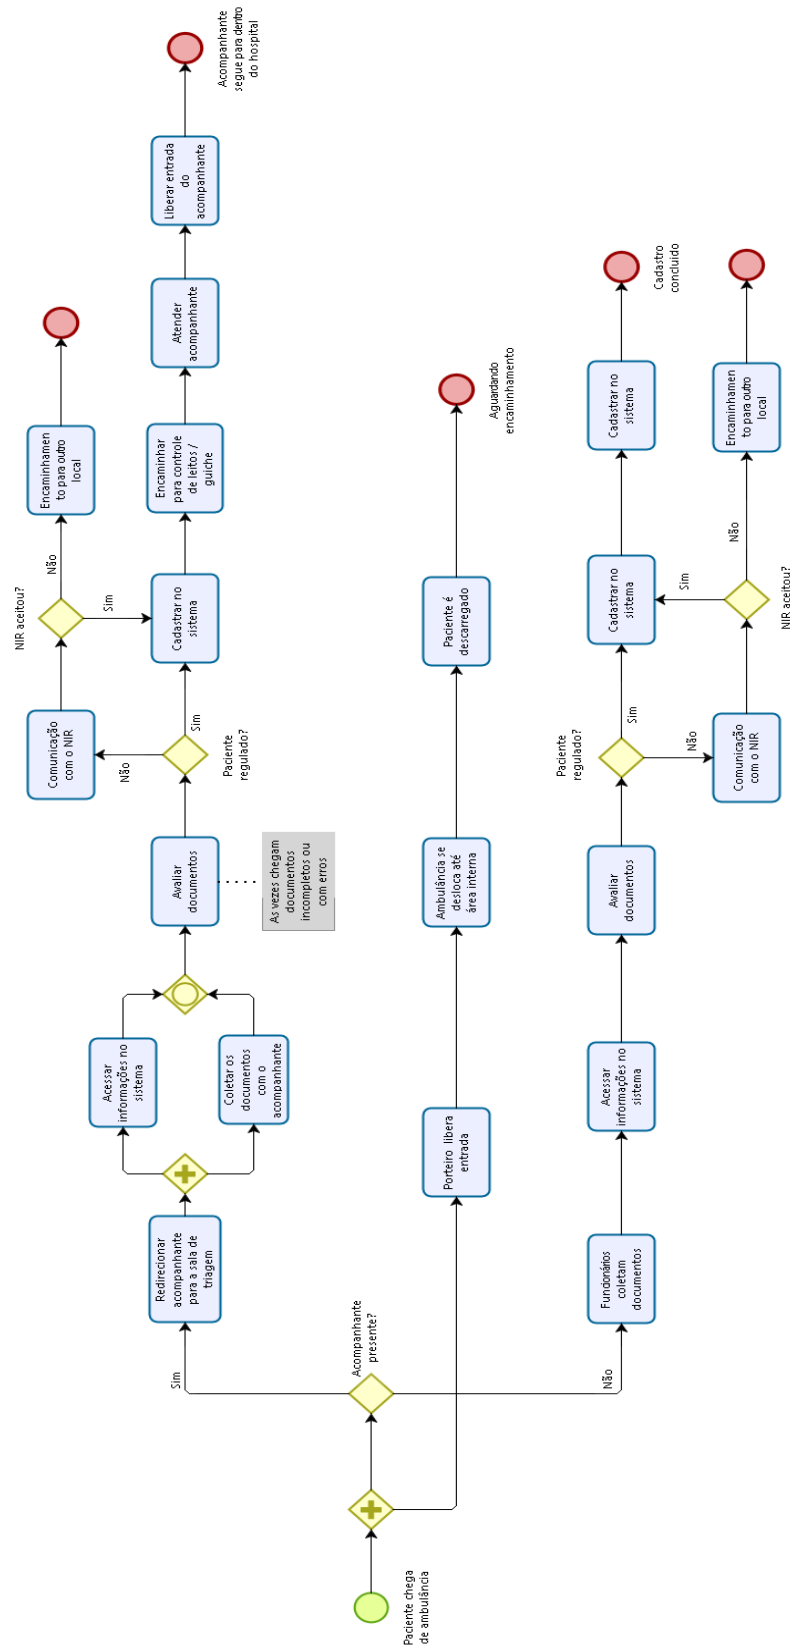 Paciente chega
de ambulância
Acompanhante
presente?
Sim
Redirecionar
acompanhante
para a sala de
triagem
Acessar
informações no
sistema
Coletar os
documentos
com o
acompanhante
Avaliar
documentos
As vezes chegam
documentos
incompletos ou
com erros
Paciente
regulado?
Não
Comunicação
com o NIR
NIR aceitou?
Não
Encaminhamen
to para outro
local
Sim
Sim
Cadastrar no
sistema
Encaminhar
para controle
de leitos /
guiche
Atender
acompanhante
Liberar entrada
do
acompanhante
Acompanhante
segue para dentro
do hospital
Porteiro libera
entrada
Ambulância se
desloca até
área interna
Paciente é
descarregado
Aguardando
encaminhamento
Não
Funcionários
coletam
documentos
Acessar
informações no
sistema
Avaliar
documentos
Paciente
regulado?
Sim
Cadastrar no
sistema
Cadastrar no
sistema
Cadastro
concluído
Não
Comunicação
com o NIR
NIR aceitou?
Sim
Não
Encaminhamen
to para outro
local